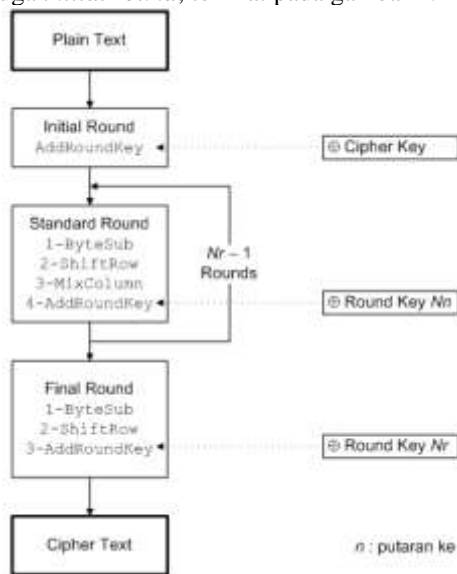 Plain Text
Initial Round
AddRoundKey
⊕ Cipher Key
Standard Round
1-ByteSub
2-ShiftRow
3-MixColumn
4-AddRoundKey
Nr – 1
Rounds
⊕ Round Key Nn
Final Round
1-ByteSub
2-ShiftRow
3-AddRoundKey
⊕ Round Key Nr
Cipher Text
n : putaran ke